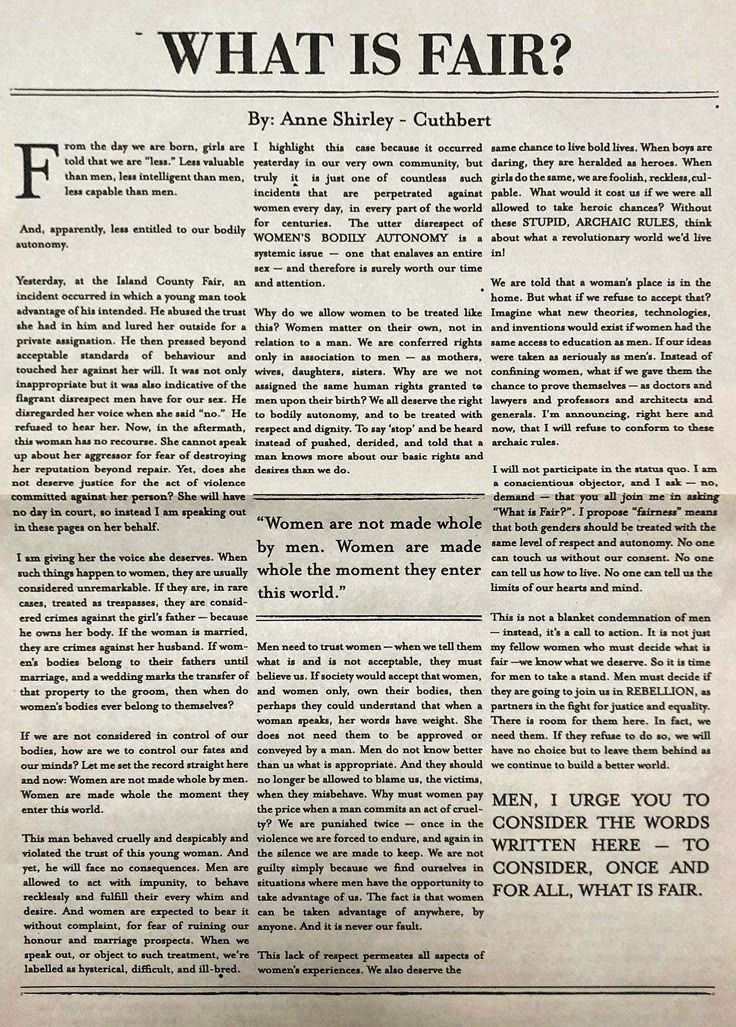 WHAT IS FAIR?
By: Anne Shirley - Cuthbert
From the day we are born, girls are
told that we are "less." Less valuable
than men, less intelligent than men,
less capable than men.
And, apparently, less entitled to our bodily
autonomy.
Yesterday, at the Island County Fair, an
incident occurred in which a young man took
advantage of his intended. He abused the trust
she had in him and lured her outside for a
private assignation. He then pressed beyond
acceptable standards of behaviour and
touched her against her will. It was not only
inappropriate but it was also indicative of the
flagrant disrespect men have for our sex. He
disregarded her voice when she said "no." He
refused to hear her. Now, in the aftermath,
this woman has no recourse. She cannot speak
up about her aggressor for fear of destroying
her reputation beyond repair. Yet, does she
not deserve justice for the act of violence
committed against her person? She will have
no day in court, so instead I am speaking out
in these pages on her behalf.
I am giving her the voice she deserves. When
such things happen to women, they are usually
considered unremarkable. If they are, in rare
cases, treated as trespasses, they are consid-
ered crimes against the girl's father — because
he owns her body. If the woman is married,
they are crimes against her husband. If wom-
en's bodies belong to their fathers until
marriage, and a wedding marks the transfer of
that property to the groom, then when do
women's bodies ever belong to themselves?
If we are not considered in control of our
bodies, how are we to control our fates and
our minds? Let me set the record straight here
and now: Women are not made whole by men.
Women are made whole the moment they
enter this world.
This man behaved cruelly and despicably and
violated the trust of this young woman. And
yet, he will face no consequences. Men are
allowed to act with impunity, to behave
recklessly and fulfill their every whim and
desire. And women are expected to bear it
without complaint, for fear of ruining our
honour and marriage prospects. When we
speak out, or object to such treatment, we're
labelled as hysterical, difficult, and ill-bred.
I highlight this case because it occurred
yesterday in our very own community, but
truly it is just one of countless such
incidents that are perpetrated against
women every day, in every part of the world
for centuries. The utter disrespect of
WOMEN'S BODILY AUTONOMY is a
systemic issue — one that enslaves an entire
sex — and therefore is surely worth our time
and attention.
Why do we allow women to be treated like
this? Women matter on their own, not in
relation to a man. We are conferred rights
only in association to men — as mothers,
wives, daughters, sisters. Why are we not
assigned the same human rights granted to
men upon their birth? We all deserve the right
to bodily autonomy, and to be treated with
respect and dignity. To say 'stop' and be heard
instead of pushed, derided, and told that a
man knows more about our basic rights and
desires than we do.
"Women are not made whole
by men. Women are made
whole the moment they enter
this world."
Men need to trust women — when we tell them
what is and is not acceptable, they must
believe us. If society would accept that women,
and women only, own their bodies, then
perhaps they could understand that when a
woman speaks, her words have weight. She
does not need them to be approved or
conveyed by a man. Men do not know better
than us what is appropriate. And they should
no longer be allowed to blame us, the victims,
when they misbehave. Why must women pay
the price when a man commits an act of cruel-
ty? We are punished twice — once in the
violence we are forced to endure, and again in
the silence we are made to keep. We are not
guilty simply because we find ourselves in
situations where men have the opportunity to
take advantage of us. The fact is that women
can be taken advantage of anywhere, by
anyone. And it is never our fault.
This lack of respect permeates all aspects of
women's experiences. We also deserve the
same chance to live bold lives. When boys are
daring, they are heralded as heroes. When
girls do the same, we are foolish, reckless, cul-
pable. What would it cost us if we were all
allowed to take heroic chances? Without
these STUPID, ARCHAIC RULES, think
about what a revolutionary world we'd live
in!
We are told that a woman's place is in the
home. But what if we refuse to accept that?
Imagine what new theories, technologies,
and inventions would exist if women had the
same access to education as men. If our ideas
were taken as seriously as men's. Instead of
confining women, what if we gave them the
chance to prove themselves — as doctors and
lawyers and professors and architects and
generals. I'm announcing, right here and
now, that I will refuse to conform to these
archaic rules.
I will not participate in the status quo. I am
a conscientious objector, and I ask — no,
demand — that you all join me in asking
"What is Fair?". I propose "fairness" means
that both genders should be treated with the
same level of respect and autonomy. No one
can touch us without our consent. No one
can tell us how to live. No one can tell us the
limits of our hearts and mind.
This is not a blanket condemnation of men
— instead, it's a call to action. It is not just
my fellow women who must decide what is
fair —we know what we deserve. So it is time
for men to take a stand. Men must decide if
they are going to join us in REBELLION, as
partners in the fight for justice and equality.
There is room for them here. In fact, we
need them. If they refuse to do so, we will
have no choice but to leave them behind as
we continue to build a better world.
MEN, I URGE YOU TO
CONSIDER THE WORDS
WRITTEN HERE — TO
CONSIDER, ONCE AND
FOR ALL, WHAT IS FAIR.